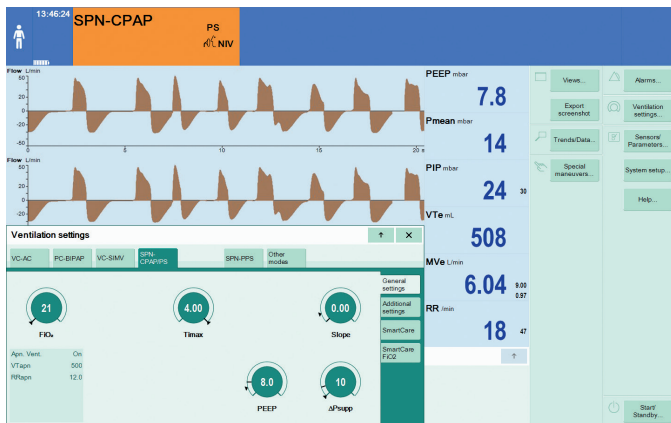 13:46:24
SPN-CPAP
PS
NIV
Flow L/min
50
20
0
-20
-50
0
5
10
15
20 s
Flow L/min
50
20
0
-20
PEEP mbar
7.8
Pmean mbar
14
PIP mbar
24
30
VTe mL
508
MVe L/min
6.04
9.00
0.97
RR /min
18
47
Views...
Export
screenshot
Trends/Data...
Special
maneuvers...
Alarms...
Ventilation
settings...
Sensors/
Parameters...
System setup...
Help...
Start/
Standby...
Ventilation settings
VC-AC
PC-BIPAP
VC-SIMV
SPN-
CPAP/PS
SPN-PPS
Other
modes
General
settings
Additional
settings
SmartCare
SmartCare
FiO2
21
FiO₂
4.00
Timax
0.00
Slope
Apn. Vent. On
VTapn 500
RRapn 12.0
8.0
PEEP
10
ΔPsupp